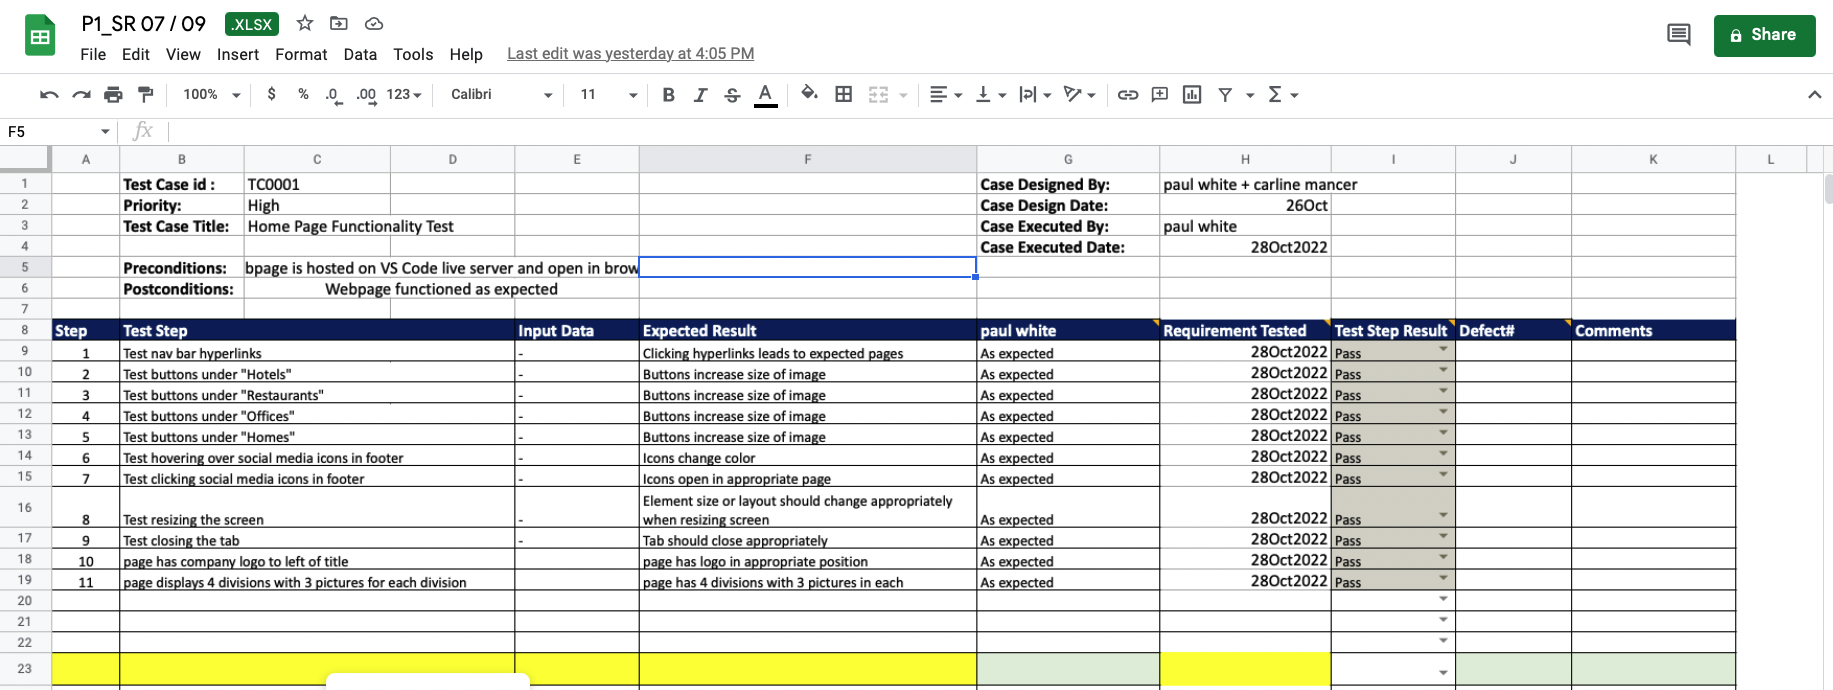 P1_SR 07 / 09 .XLSX
File Edit View Insert Format Data Tools Help Last edit was yesterday at 4:05 PM
Share
100% $ % .0 .00 123 Calibri 11 B I S A
F5 fx
A B C D E F G H I J K L
1 Test Case id : TC0001 Case Designed By: paul white + carline mancer
2 Priority: High Case Design Date: 26Oct
3 Test Case Title: Home Page Functionality Test Case Executed By: paul white
4 Case Executed Date: 28Oct2022
5 Preconditions: bpage is hosted on VS Code live server and open in brow
6 Postconditions: Webpage functioned as expected
7
8 Step Test Step Input Data Expected Result paul white Requirement Tested Test Step Result Defect# Comments
9 1 Test nav bar hyperlinks - Clicking hyperlinks leads to expected pages As expected 28Oct2022 Pass
10 2 Test buttons under "Hotels" - Buttons increase size of image As expected 28Oct2022 Pass
11 3 Test buttons under "Restaurants" - Buttons increase size of image As expected 28Oct2022 Pass
12 4 Test buttons under "Offices" - Buttons increase size of image As expected 28Oct2022 Pass
13 5 Test buttons under "Homes" - Buttons increase size of image As expected 28Oct2022 Pass
14 6 Test hovering over social media icons in footer - Icons change color As expected 28Oct2022 Pass
15 7 Test clicking social media icons in footer - Icons open in appropriate page As expected 28Oct2022 Pass
Element size or layout should change appropriately
16 8 Test resizing the screen - when resizing screen As expected 28Oct2022 Pass
17 9 Test closing the tab - Tab should close appropriately As expected 28Oct2022 Pass
18 10 page has company logo to left of title page has logo in appropriate position As expected 28Oct2022 Pass
19 11 page displays 4 divisions with 3 pictures for each division page has 4 divisions with 3 pictures in each As expected 28Oct2022 Pass
20
21
22
23